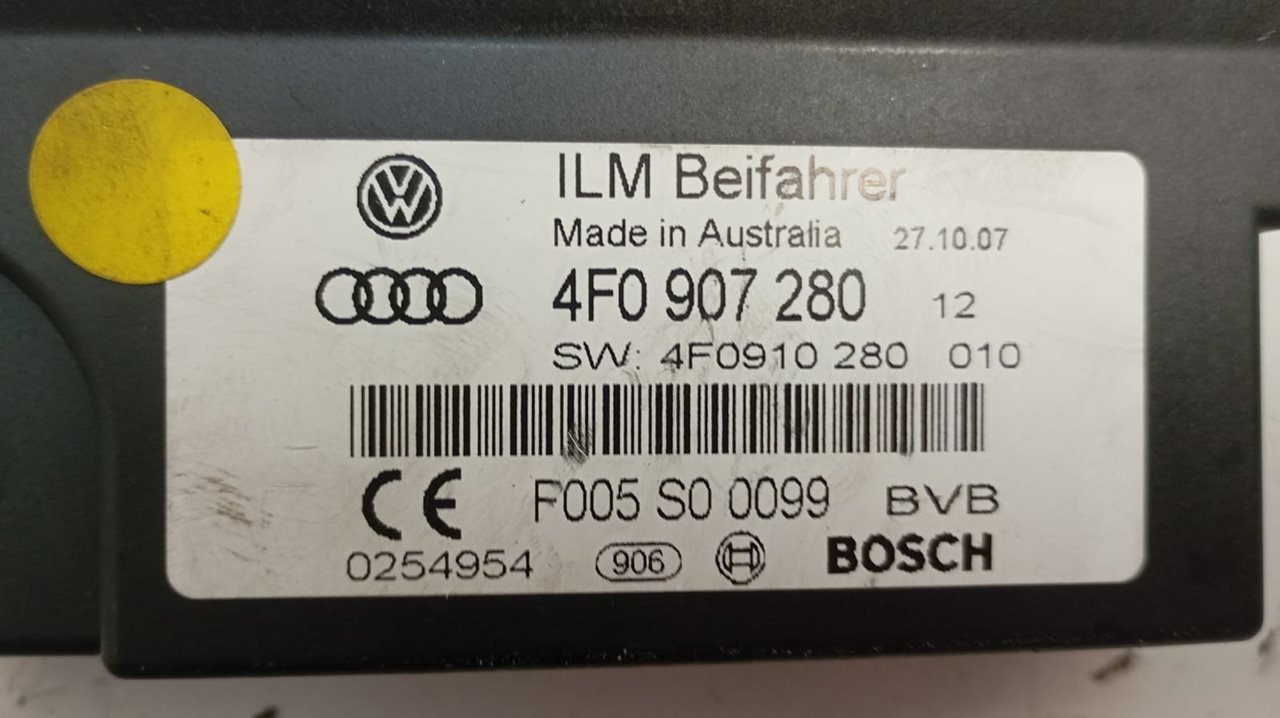 ILM Beifahrer
Made in Australia 27.10.07
4F0 907 280 12
SW: 4F0910 280 010
CE F005 S0 0099 BVB
0254954 906 BOSCH